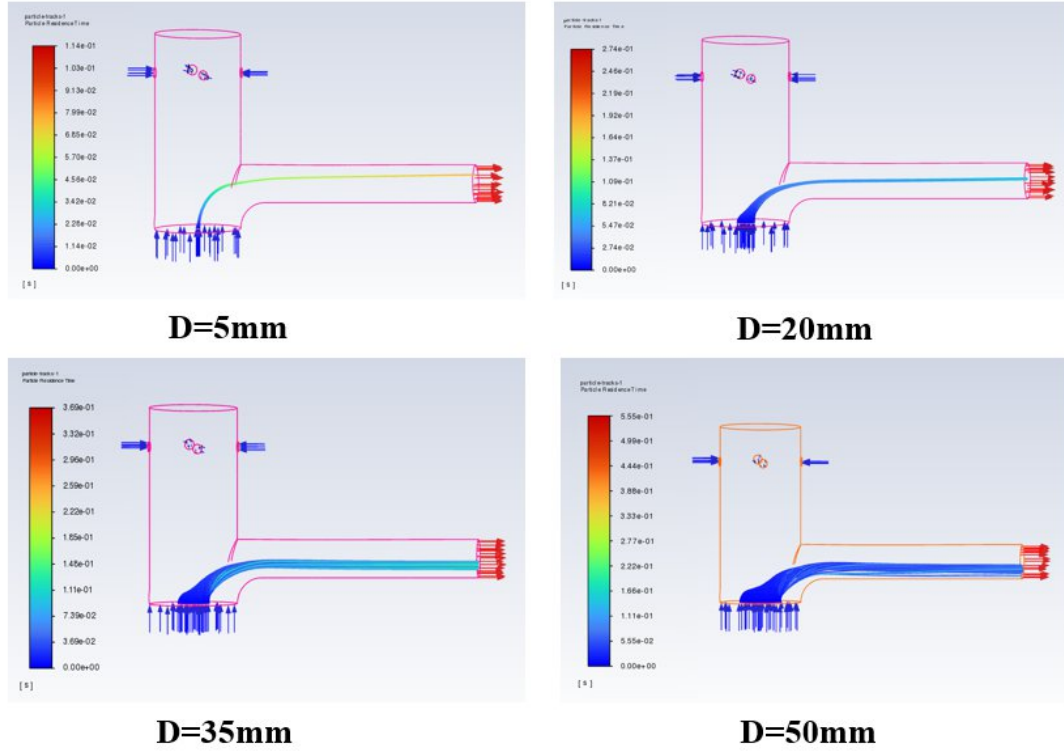 particle-tracks-1
Particle Residence Time
1.14e-01
1.03e-01
9.13e-02
7.99e-02
6.85e-02
5.70e-02
4.56e-02
3.42e-02
2.28e-02
1.14e-02
0.00e+00
[ s ]
D=5mm
particle-tracks-1
Particle Residence Time
2.74e-01
2.46e-01
2.19e-01
1.92e-01
1.64e-01
1.37e-01
1.09e-01
8.21e-02
5.47e-02
2.74e-02
0.00e+00
[ s ]
D=20mm
particle-tracks-1
Particle Residence Time
3.69e-01
3.32e-01
2.96e-01
2.59e-01
2.22e-01
1.85e-01
1.48e-01
1.11e-01
7.39e-02
3.69e-02
0.00e+00
[ s ]
D=35mm
particle-tracks-1
Particle Residence Time
5.55e-01
4.99e-01
4.44e-01
3.88e-01
3.33e-01
2.77e-01
2.22e-01
1.66e-01
1.11e-01
5.55e-02
0.00e+00
[ s ]
D=50mm